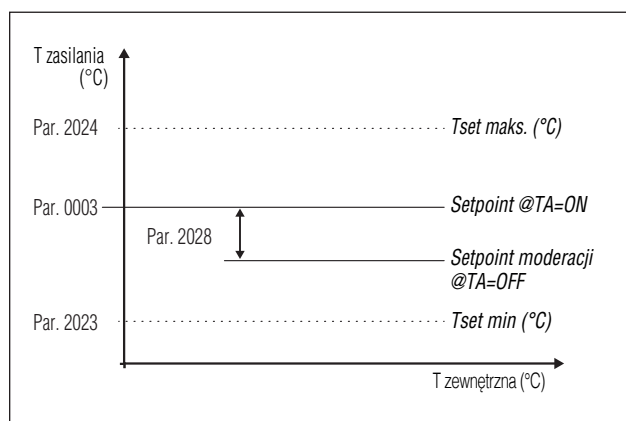 T zasilania
(°C)
Par. 2024
Tset maks. (°C)
Par. 0003
Setpoint @TA=ON
Par. 2028
Setpoint moderacji
@TA=OFF
Par. 2023
Tset min (°C)
T zewnętrzna (°C)